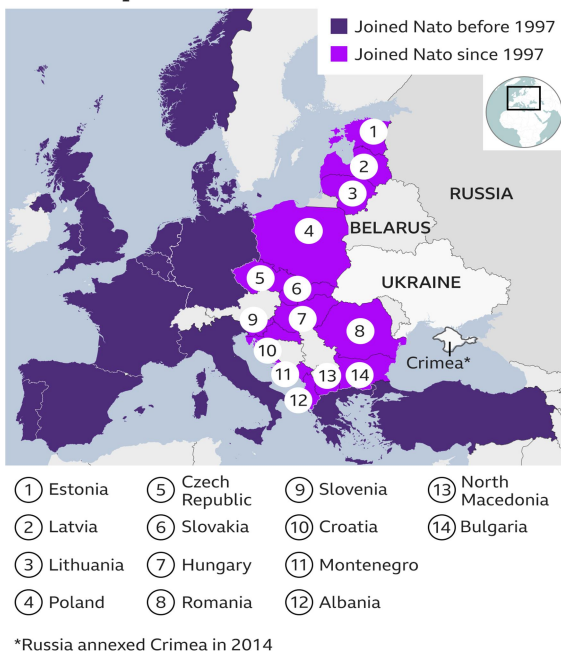 Joined Nato before 1997
Joined Nato since 1997
1
2
RUSSIA
3
4
BELARUS
5
UKRAINE
6
9
7
8
10
Crimea*
11
13
14
12
1 Estonia
2 Latvia
3 Lithuania
4 Poland
5 Czech
Republic
6 Slovakia
7 Hungary
8 Romania
9 Slovenia
10 Croatia
11 Montenegro
12 Albania
13 North
Macedonia
14 Bulgaria
*Russia annexed Crimea in 2014